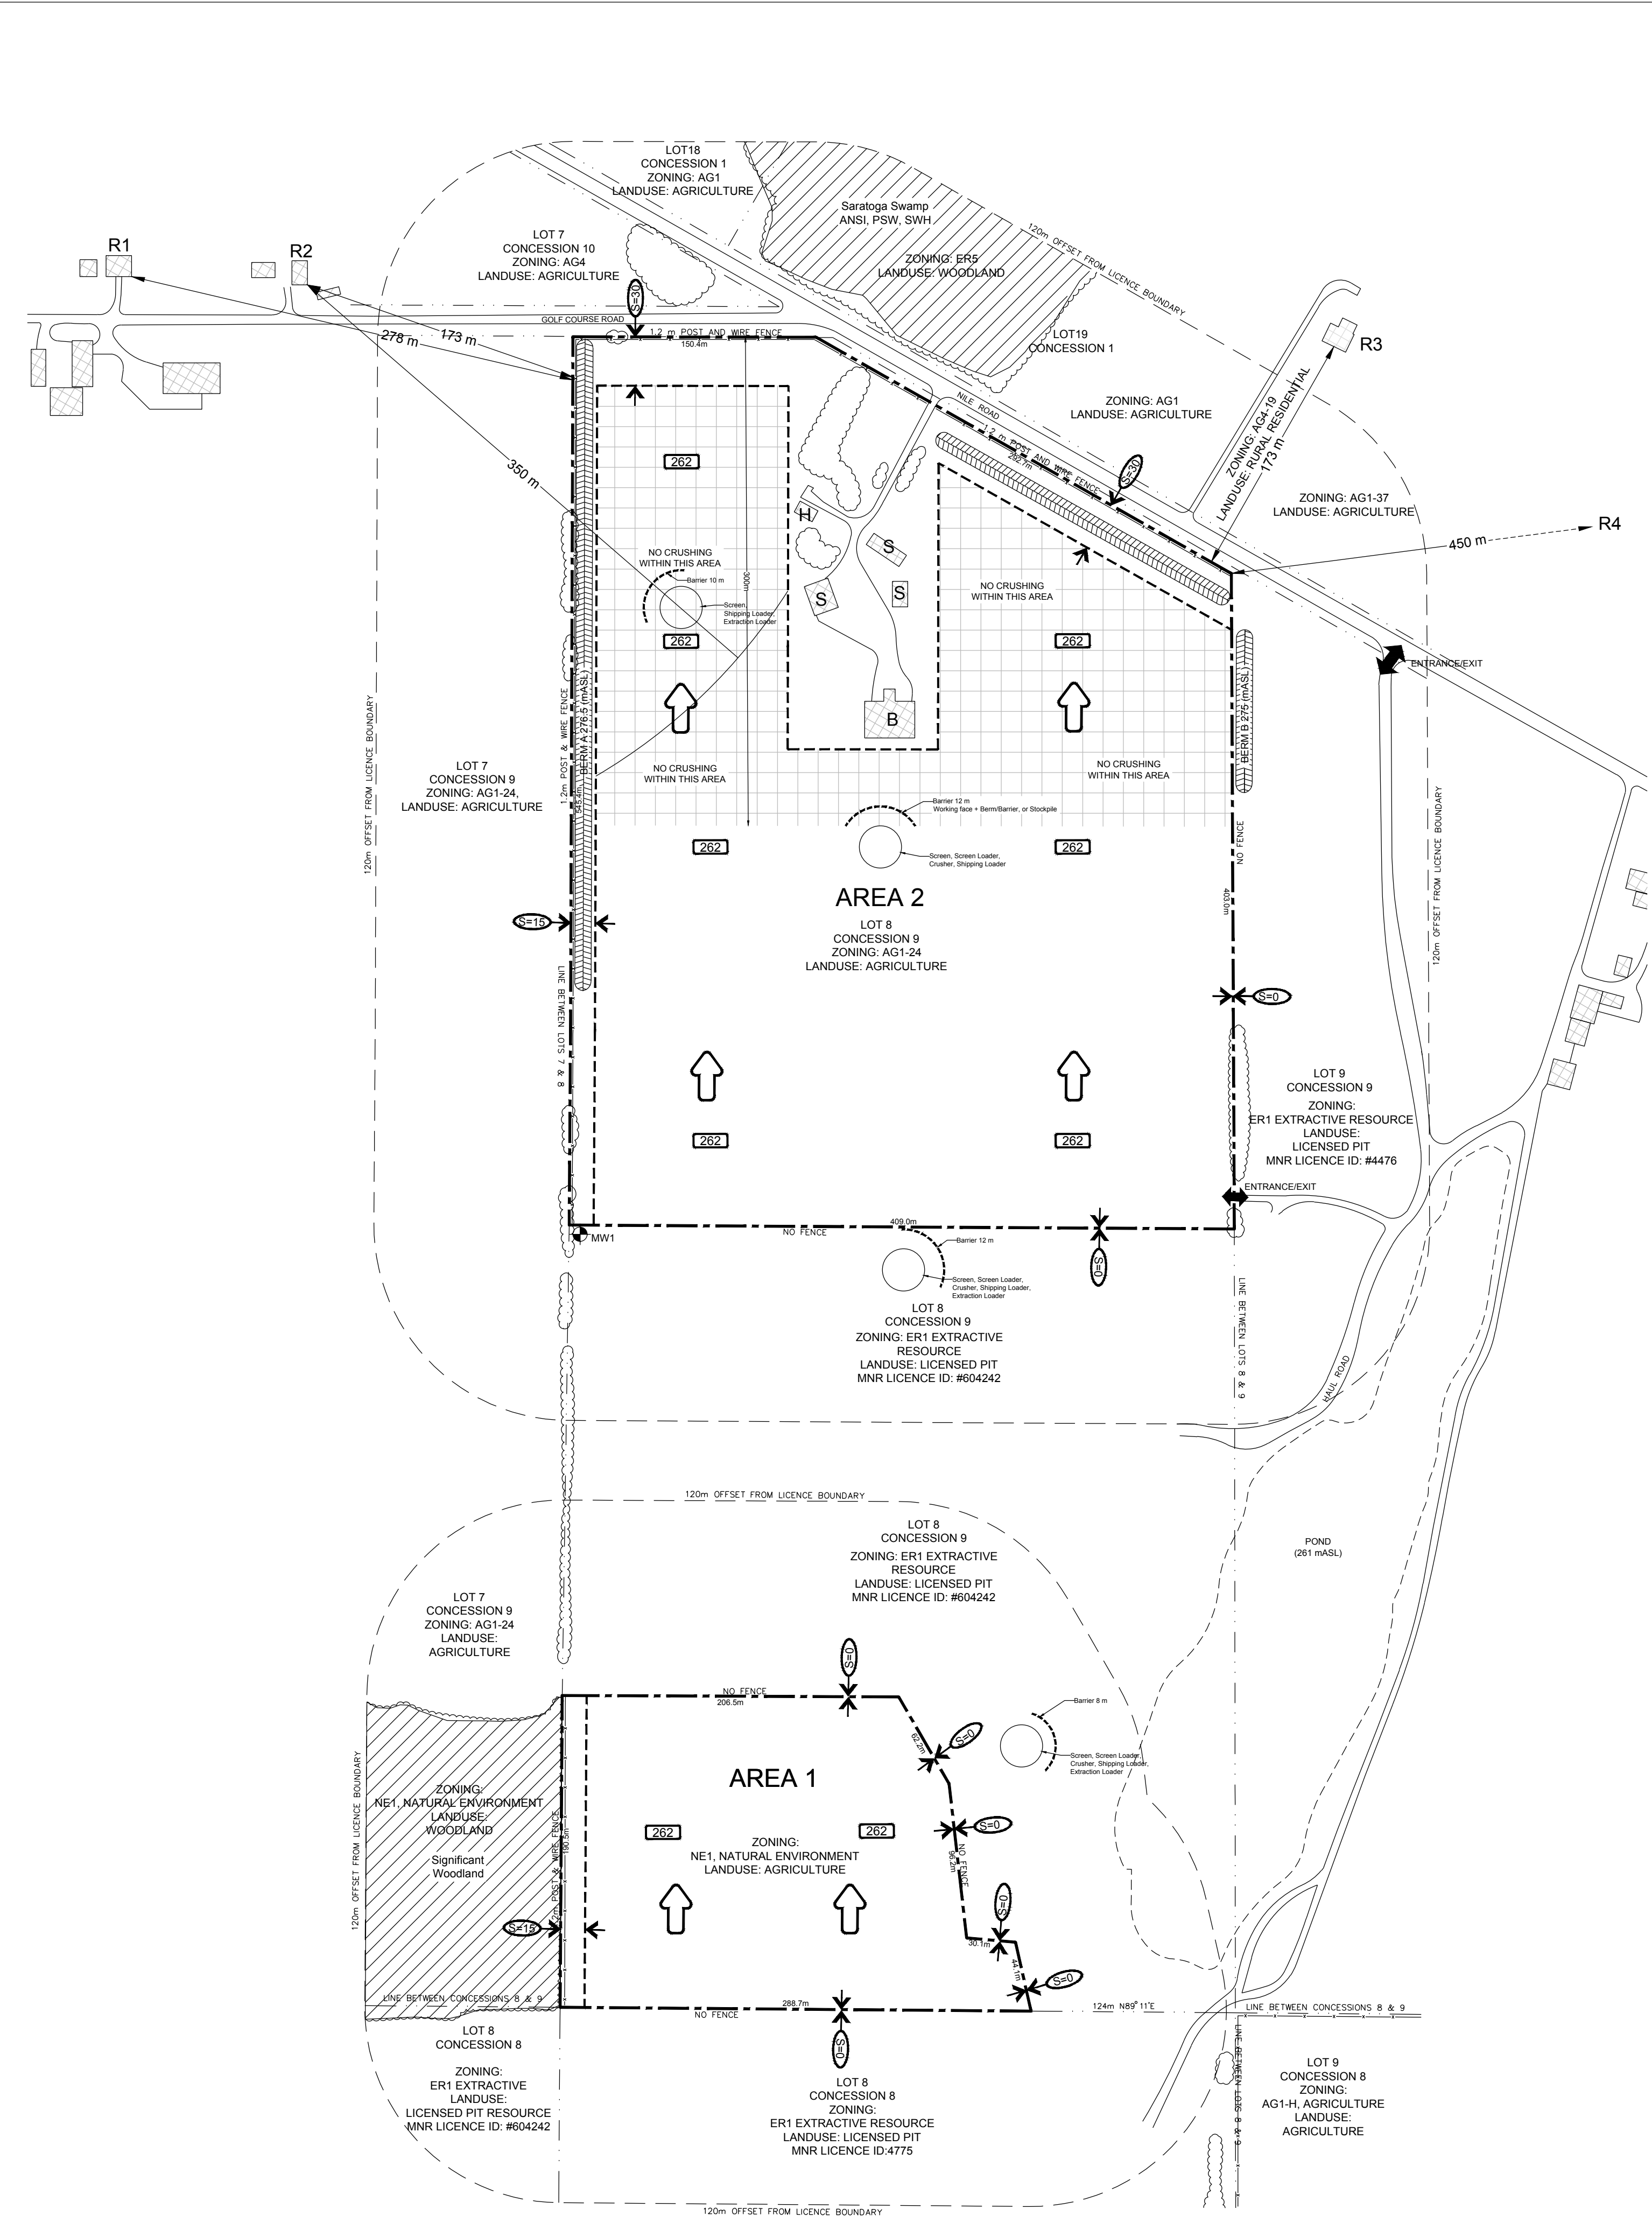 LOT18
CONCESSION 1
ZONING: AG1
LANDUSE: AGRICULTURE
Saratoga Swamp
ANSI, PSW, SWH
120m OFFSET FROM LICENCE BOUNDARY
R1
R2
LOT 7
CONCESSION 10
ZONING: AG4
LANDUSE: AGRICULTURE
ZONING: ER5
LANDUSE: WOODLAND
S=30
GOLF COURSE ROAD
278 m
173 m
1.2 m POST AND WIRE FENCE
150.4m
LOT19
CONCESSION 1
R3
NILE ROAD
ZONING: AG1
LANDUSE: AGRICULTURE
ZONING: AG4-19
LANDUSE: RURAL RESIDENTIAL
173 m
1.2 m POST AND WIRE FENCE
292.7m
S=30
350 m
262
ZONING: AG1-37
LANDUSE: AGRICULTURE
R4
450 m
H
S
S
S
NO CRUSHING
WITHIN THIS AREA
Barrier 10 m
300m
Screen,
Shipping Loader,
Extraction Loader
NO CRUSHING
WITHIN THIS AREA
262
262
ENTRANCE/EXIT
120m OFFSET FROM LICENCE BOUNDARY
1.2m POST & WIRE FENCE
BERM A 276.5 (mASL)
545.4m
BERM B 275 (mASL)
B
LOT 7
CONCESSION 9
ZONING: AG1-24,
LANDUSE: AGRICULTURE
NO CRUSHING
WITHIN THIS AREA
NO CRUSHING
WITHIN THIS AREA
Barrier 12 m
Working face + Berm/Barrier, or Stockpile
NO FENCE
120m OFFSET FROM LICENCE BOUNDARY
262
262
Screen, Screen Loader,
Crusher, Shipping Loader
403.0m
AREA 2
S=15
LOT 8
CONCESSION 9
ZONING: AG1-24
LANDUSE: AGRICULTURE
LINE BETWEEN LOTS 7 & 8
S=0
LOT 9
CONCESSION 9
ZONING:
ER1 EXTRACTIVE RESOURCE
LANDUSE:
LICENSED PIT
MNR LICENCE ID: #4476
262
262
ENTRANCE/EXIT
MW1
409.0m
NO FENCE
S=0
Barrier 12 m
Screen, Screen Loader,
Crusher, Shipping Loader,
Extraction Loader
LOT 8
CONCESSION 9
ZONING: ER1 EXTRACTIVE
RESOURCE
LANDUSE: LICENSED PIT
MNR LICENCE ID: #604242
LINE BETWEEN LOTS 8 & 9
HAUL ROAD
120m OFFSET FROM LICENCE BOUNDARY
LOT 8
CONCESSION 9
ZONING: ER1 EXTRACTIVE
RESOURCE
LANDUSE: LICENSED PIT
MNR LICENCE ID: #604242
POND
(261 mASL)
LOT 7
CONCESSION 9
ZONING: AG1-24
LANDUSE:
AGRICULTURE
S=0
NO FENCE
206.5m
Barrier 8 m
62.2m
S=0
Screen, Screen Loader,
Crusher, Shipping Loader,
Extraction Loader
AREA 1
120m OFFSET FROM LICENCE BOUNDARY
ZONING:
NE1, NATURAL ENVIRONMENT
LANDUSE:
WOODLAND
Significant
Woodland
1.2m POST & WIRE FENCE
190.5m
262
262
ZONING:
NE1, NATURAL ENVIRONMENT
LANDUSE: AGRICULTURE
S=0
NO FENCE
96.2m
S=15
S=0
30.1m
44.1m
S=0
LINE BETWEEN CONCESSIONS 8 & 9
288.7m
NO FENCE
S=0
124m N89°11'E
LINE BETWEEN CONCESSIONS 8 & 9
LINE BETWEEN LOTS 8 & 9
LOT 8
CONCESSION 8
ZONING:
ER1 EXTRACTIVE
LANDUSE:
LICENSED PIT RESOURCE
MNR LICENCE ID: #604242
LOT 8
CONCESSION 8
ZONING:
ER1 EXTRACTIVE RESOURCE
LANDUSE: LICENSED PIT
MNR LICENCE ID:4775
LOT 9
CONCESSION 8
ZONING:
AG1-H, AGRICULTURE
LANDUSE:
AGRICULTURE
120m OFFSET FROM LICENCE BOUNDARY